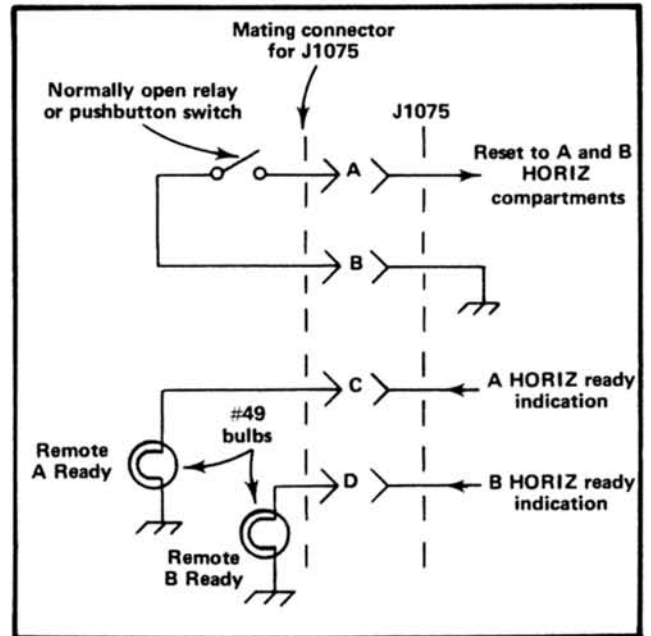 Mating connector
for J1075
Normally open relay
or pushbutton switch
J1075
A
Reset to A and B
HORIZ
compartments
B
C
A HORIZ ready
indication
#49
bulbs
Remote
A Ready
D
B HORIZ ready
indication
Remote
B Ready